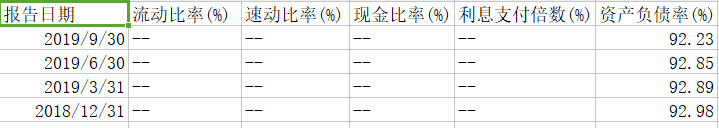 报告日期 流动比率(%) 速动比率(%) 现金比率(%) 利息支付倍数(%) 资产负债率(%)
2019/9/30 -- -- -- -- 92.23
2019/6/30 -- -- -- -- 92.85
2019/3/31 -- -- -- -- 92.89
2018/12/31 -- -- -- -- 92.98